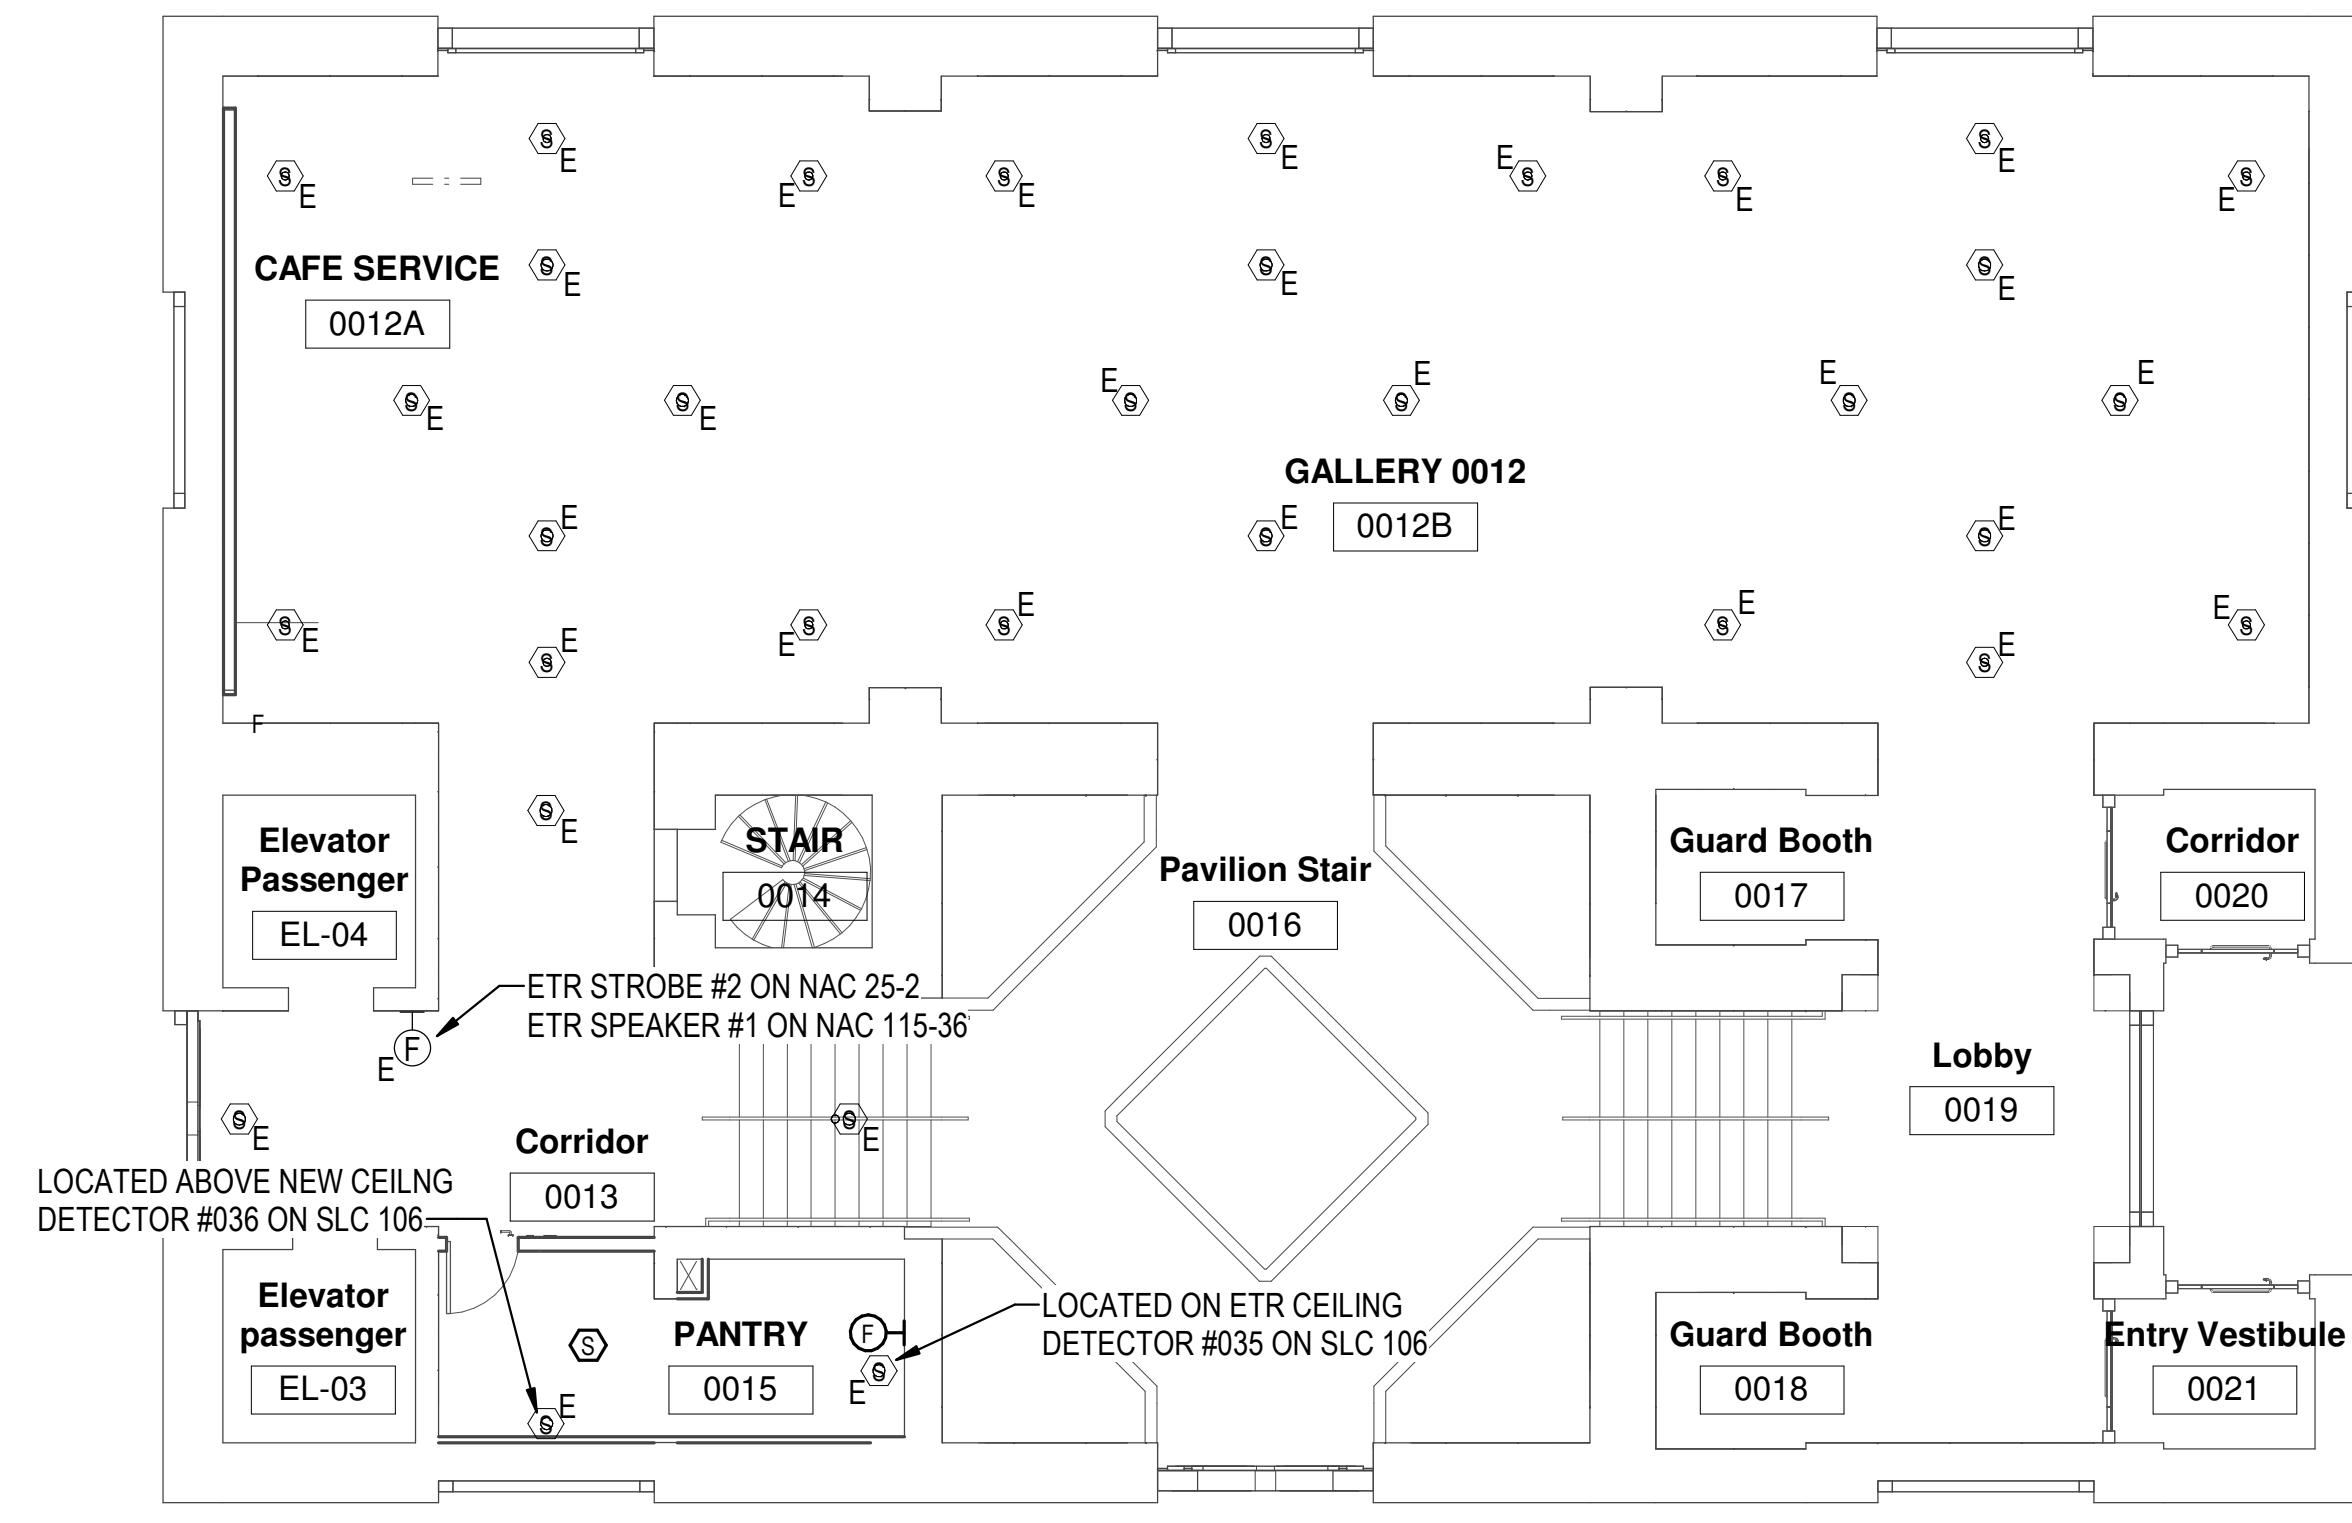 S E
S E
S E
S E
S E
S E
S E
S E
S E
CAFE SERVICE
0012A
S E
S E
S E
S E
S E
S E
S E
S E
S E
GALLERY 0012
0012B
S E
S E
S E
S E
S E
S E
S E
S E
S E
S E
F
S E
Elevator
Passenger
EL-04
STAIR
0014
Pavilion Stair
0016
Guard Booth
0017
Corridor
0020
ETR STROBE #2 ON NAC 25-2
ETR SPEAKER #1 ON NAC 115-36
F
E
Lobby
0019
S E
S E
Corridor
0013
LOCATED ABOVE NEW CEILNG
DETECTOR #036 ON SLC 106
Elevator
passenger
EL-03
S
PANTRY
0015
F
S E
S E
LOCATED ON ETR CEILING
DETECTOR #035 ON SLC 106
Guard Booth
0018
Entry Vestibule
0021